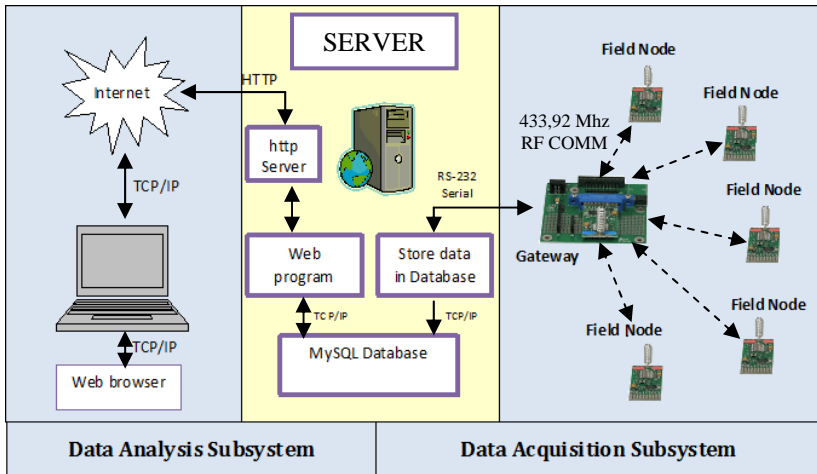 SERVER
Internet
HTTP
TCP/IP
TCP/IP
Web browser
http
Server
Web
program
Store data
in Database
TCP/IP
TCP/IP
MySQL Database
RS-232
Serial
433,92 Mhz
RF COMM
Gateway
Field Node
Field Node
Field Node
Field Node
Field Node
Data Analysis Subsystem
Data Acquisition Subsystem